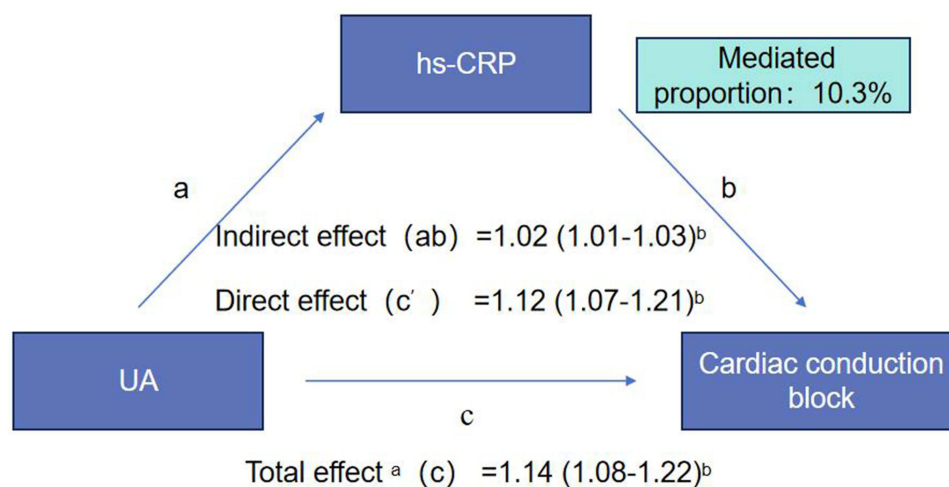 hs-CRP
Mediated
proportion：10.3%
a
b
Indirect effect（ab）=1.02 (1.01-1.03)ᵇ
Direct effect（c′ ）=1.12 (1.07-1.21)ᵇ
UA
Cardiac conduction
block
c
Total effect ᵃ (c) =1.14 (1.08-1.22)ᵇ